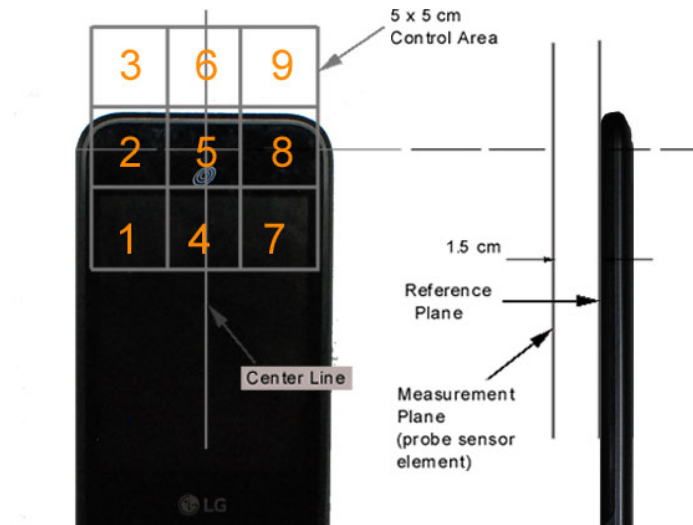 5 x 5 cm
Control Area
3 6 9
2 5 8
1 4 7
1.5 cm
Reference
Plane
Center Line
Measurement
Plane
(probe sensor
element)
LG